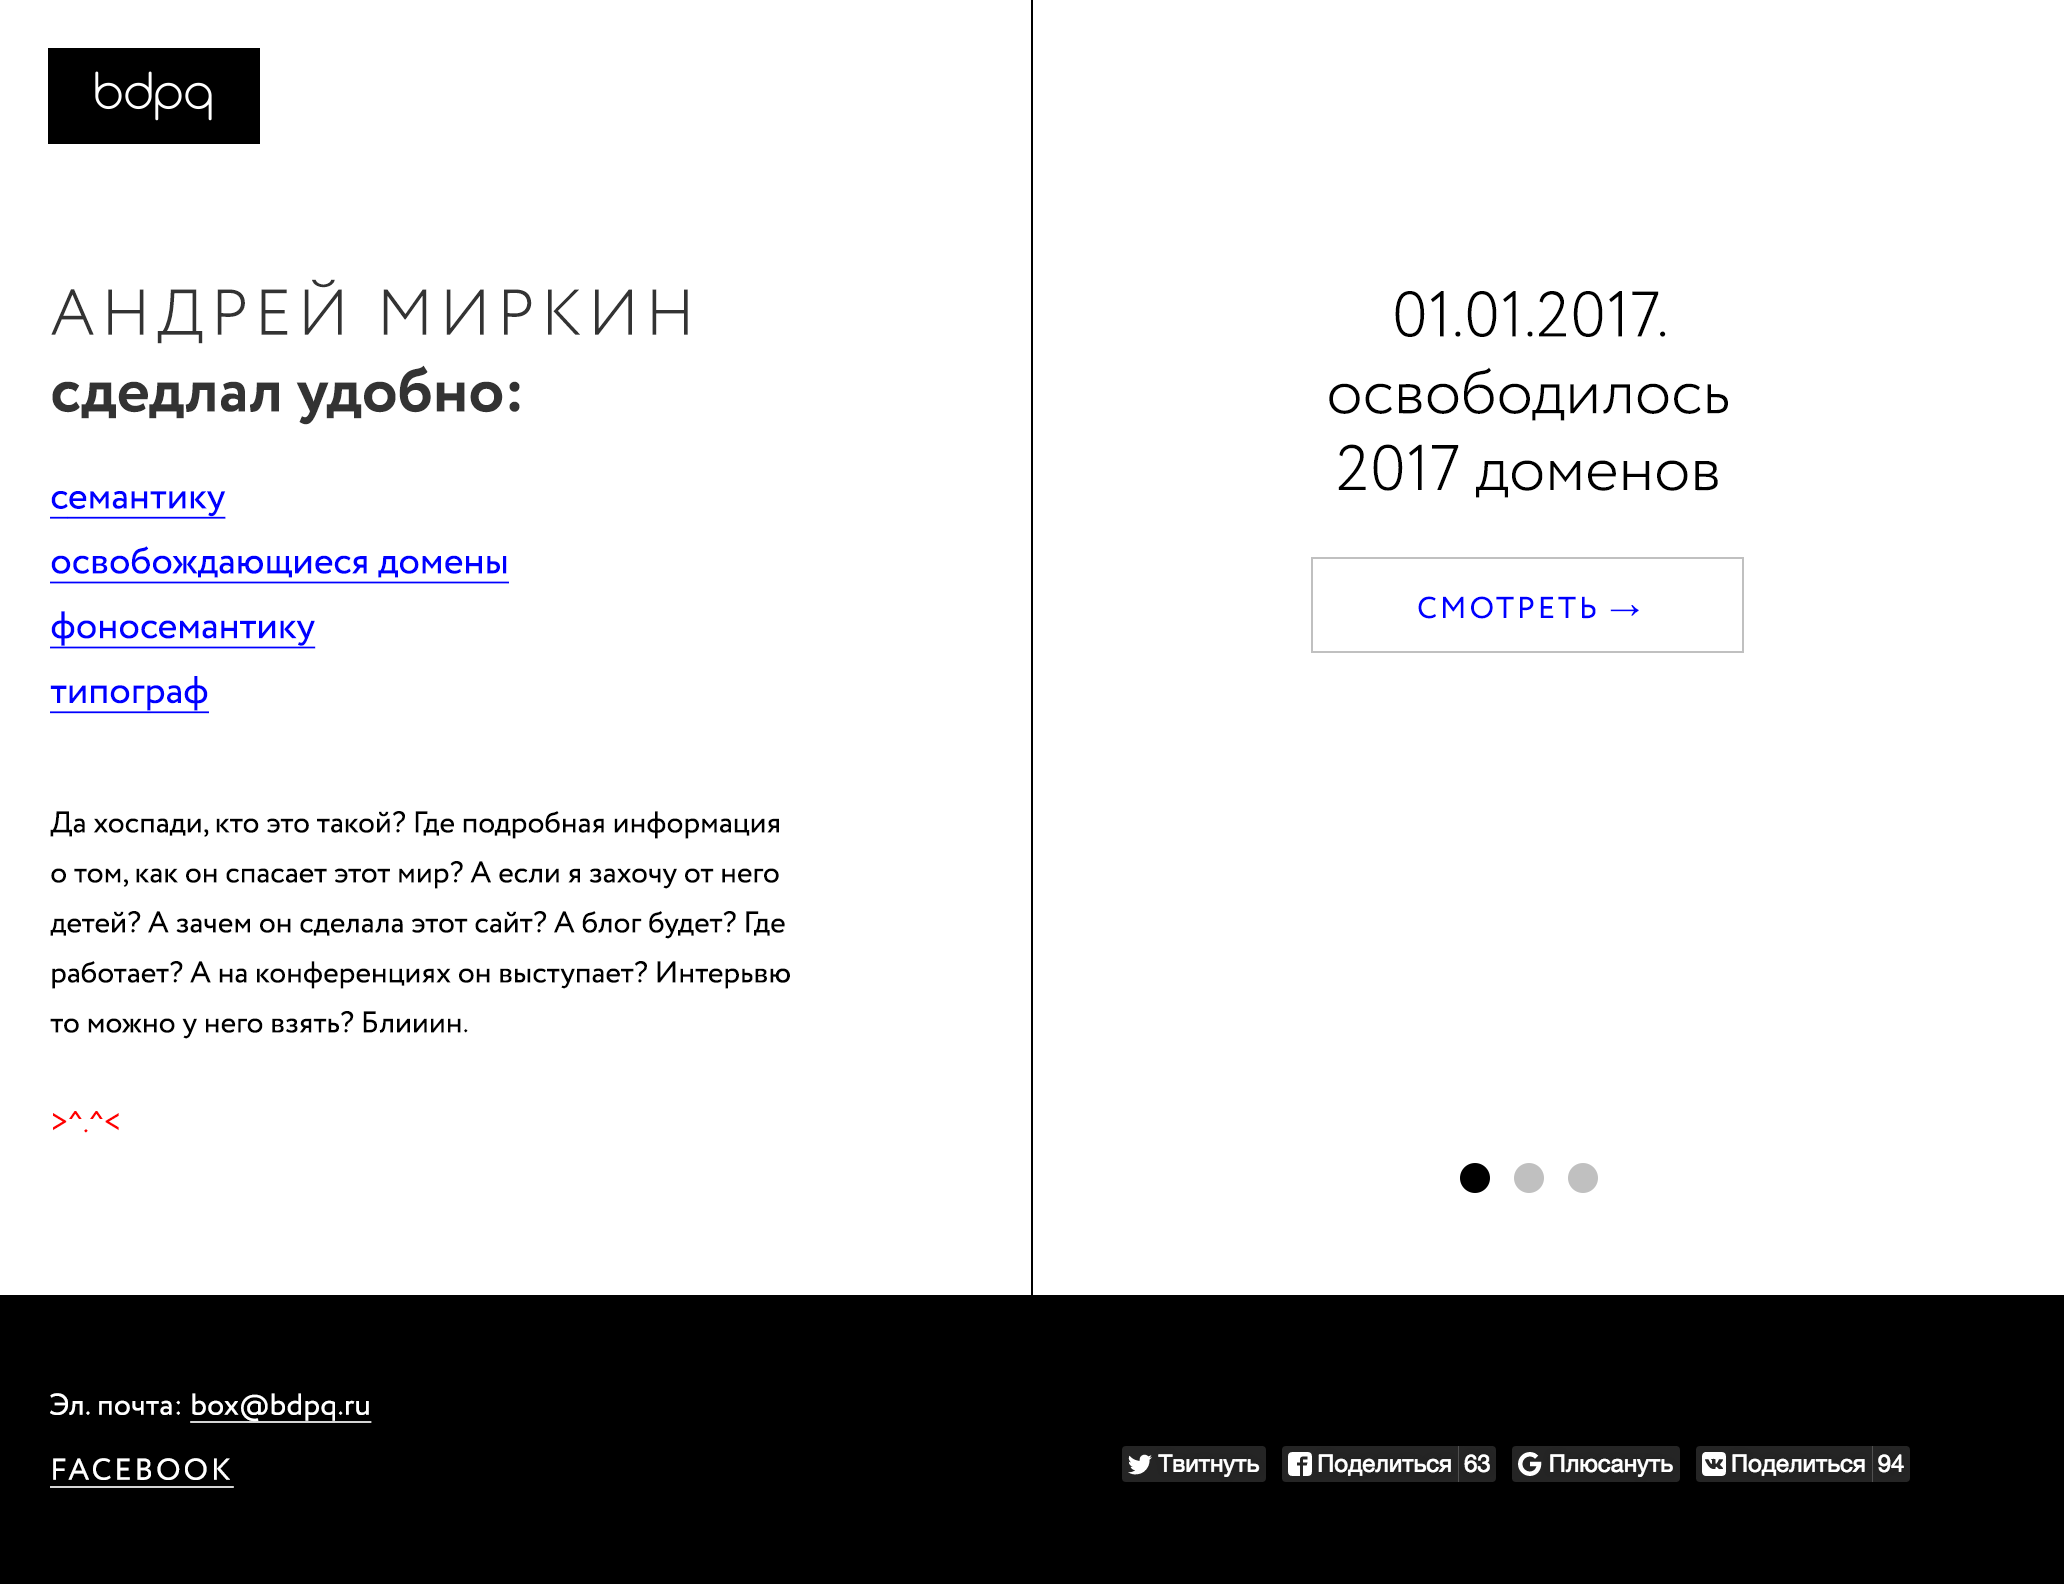 bdpq
АНДРЕЙ МИРКИН
сдедлал удобно:
семантику
освобождающиеся домены
фоносемантику
типограф
Да хоспади, кто это такой? Где подробная информация
о том, как он спасает этот мир? А если я захочу от него
детей? А зачем он сделала этот сайт? А блог будет? Где
работает? А на конференциях он выступает? Интерьвю
то можно у него взять? Блииин.
>^.^<
01.01.2017.
освободилось
2017 доменов
СМОТРЕТЬ →
Эл. почта: box@bdpq.ru
FACEBOOK
Твитнуть Поделиться 63 Плюсануть Поделиться 94